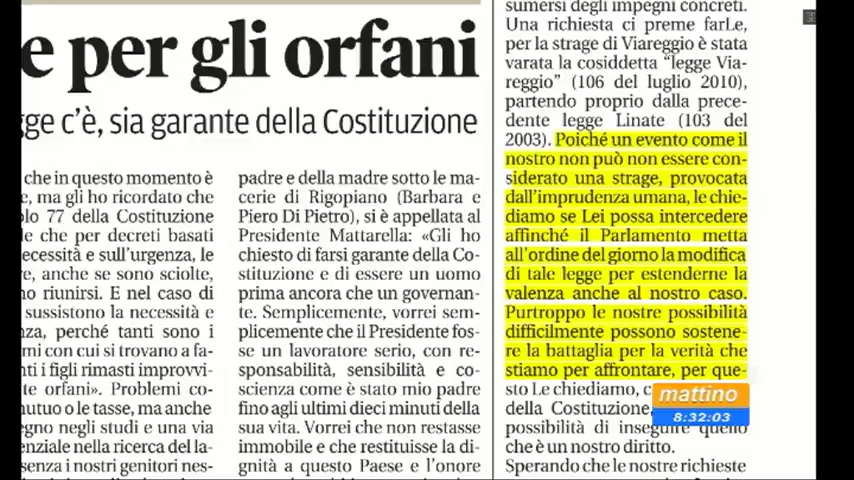 e per gli orfani
gge c'è, sia garante della Costituzione
che in questo momento è
e, ma gli ho ricordato che
olo 77 della Costituzione
le che per decreti basati
necessità e sull'urgenza, le
re, anche se sono sciolte,
no riunirsi. E nel caso di
sussistono la necessità e
nza, perché tanti sono i
mi con cui si trovano a fa-
nti i figli rimasti improvvi-
te orfani». Problemi co-
mutuo o le tasse, ma anche
egno negli studi e una via
enziale nella ricerca del la-
senza i nostri genitori nes-
padre e della madre sotto le ma-
cerie di Rigopiano (Barbara e
Piero Di Pietro), si è appellata al
Presidente Mattarella: «Gli ho
chiesto di farsi garante della Co-
stituzione e di essere un uomo
prima ancora che un governan-
te. Semplicemente, vorrei sem-
plicemente che il Presidente fos-
se un lavoratore serio, con re-
sponsabilità, sensibilità e co-
scienza come è stato mio padre
fino agli ultimi dieci minuti della
sua vita. Vorrei che non restasse
immobile e che restituisse la di-
gnità a questo Paese e l'onore
sumersi degli impegni concreti.
Una richiesta ci preme farLe,
per la strage di Viareggio è stata
varata la cosiddetta "legge Via-
reggio" (106 del luglio 2010),
partendo proprio dalla prece-
dente legge Linate (103 del
2003). Poiché un evento come il
nostro non può non essere con-
siderato una strage, provocata
dall'imprudenza umana, le chie-
diamo se Lei possa intercedere
affinché il Parlamento metta
all'ordine del giorno la modifica
di tale legge per estenderne la
valenza anche al nostro caso.
Purtroppo le nostre possibilità
difficilmente possono sostene-
re la battaglia per la verità che
stiamo per affrontare, per que-
sto Le chiediamo, c
della Costituzione,
possibilità di inseguire quello
che è un nostro diritto.
Sperando che le nostre richieste
mattino
8:32:03